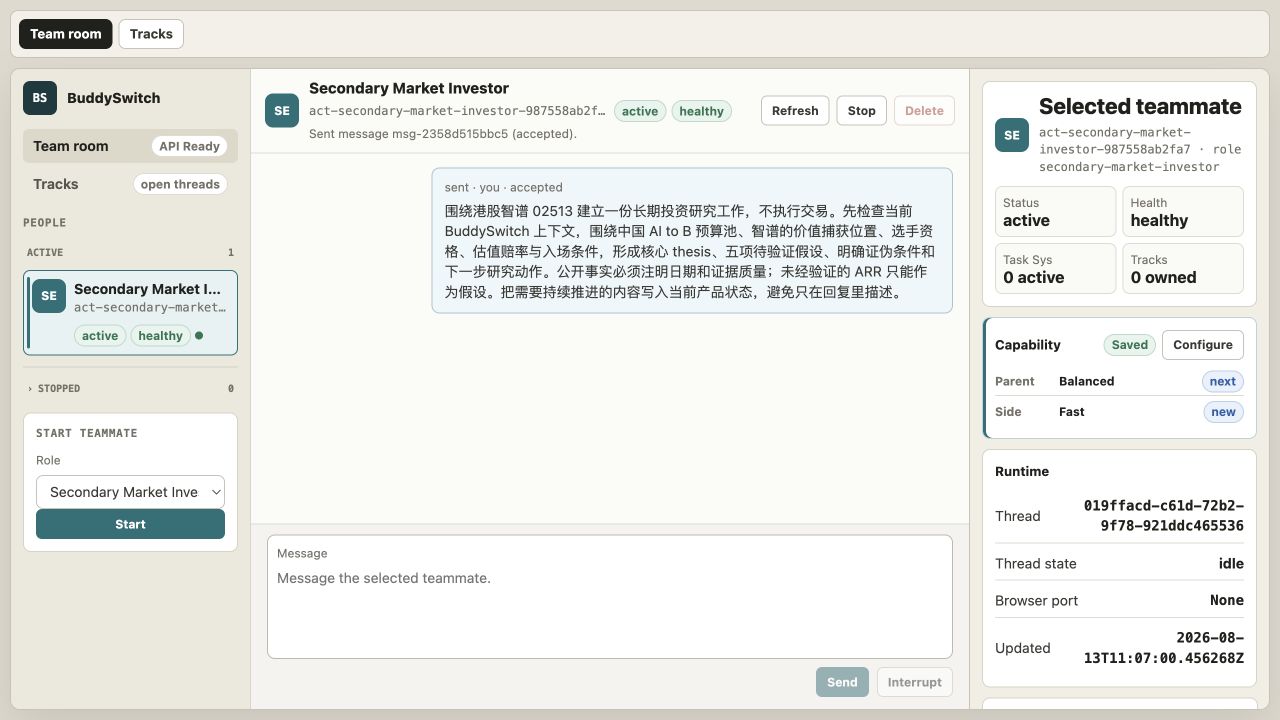 Team room
Tracks
BS
BuddySwitch
Team room
API Ready
Tracks
open threads
PEOPLE
ACTIVE
1
SE
Secondary Market I...
act-secondary-market…
active
healthy
› STOPPED
0
START TEAMMATE
Role
Secondary Market Inve
Start
SE
Secondary Market Investor
act-secondary-market-investor-987558ab2f…
active
healthy
Sent message msg-2358d515bbc5 (accepted).
Refresh
Stop
Delete
sent · you · accepted
围绕港股智谱 02513 建立一份长期投资研究工作，不执行交易。先检查当前
BuddySwitch 上下文，围绕中国 AI to B 预算池、智谱的价值捕获位置、选手资
格、估值赔率与入场条件，形成核心 thesis、五项待验证假设、明确证伪条件和
下一步研究动作。公开事实必须注明日期和证据质量；未经验证的 ARR 只能作
为假设。把需要持续推进的内容写入当前产品状态，避免只在回复里描述。
Message
Message the selected teammate.
Send
Interrupt
SE
Selected teammate
act-secondary-market-
investor-987558ab2fa7 · role
secondary-market-investor
Status
active
Health
healthy
Task Sys
0 active
Tracks
0 owned
Capability
Saved
Configure
Parent
Balanced
next
Side
Fast
new
Runtime
Thread
019ffacd-c61d-72b2-
9f78-921ddc465536
Thread state
idle
Browser port
None
Updated
2026-08-
13T11:07:00.456268Z